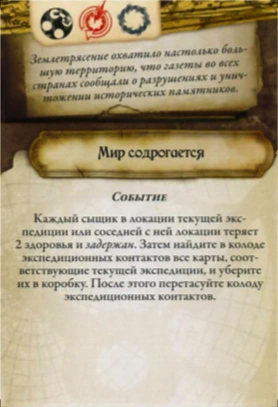 Землетрясение охватило настолько боль-
шую территорию, что газеты во всех
странах сообщали о разрушениях и унич-
тожении исторических памятников.
Мир содрогается
Событие
Каждый сыщик в локации текущей экс-
педиции или соседней с ней локации теряет
2 здоровья и задержан. Затем найдите в колоде
экспедиционных контактов все карты, соот-
ветствующие текущей экспедиции, и уберите
их в коробку. После этого перетасуйте колоду
экспедиционных контактов.